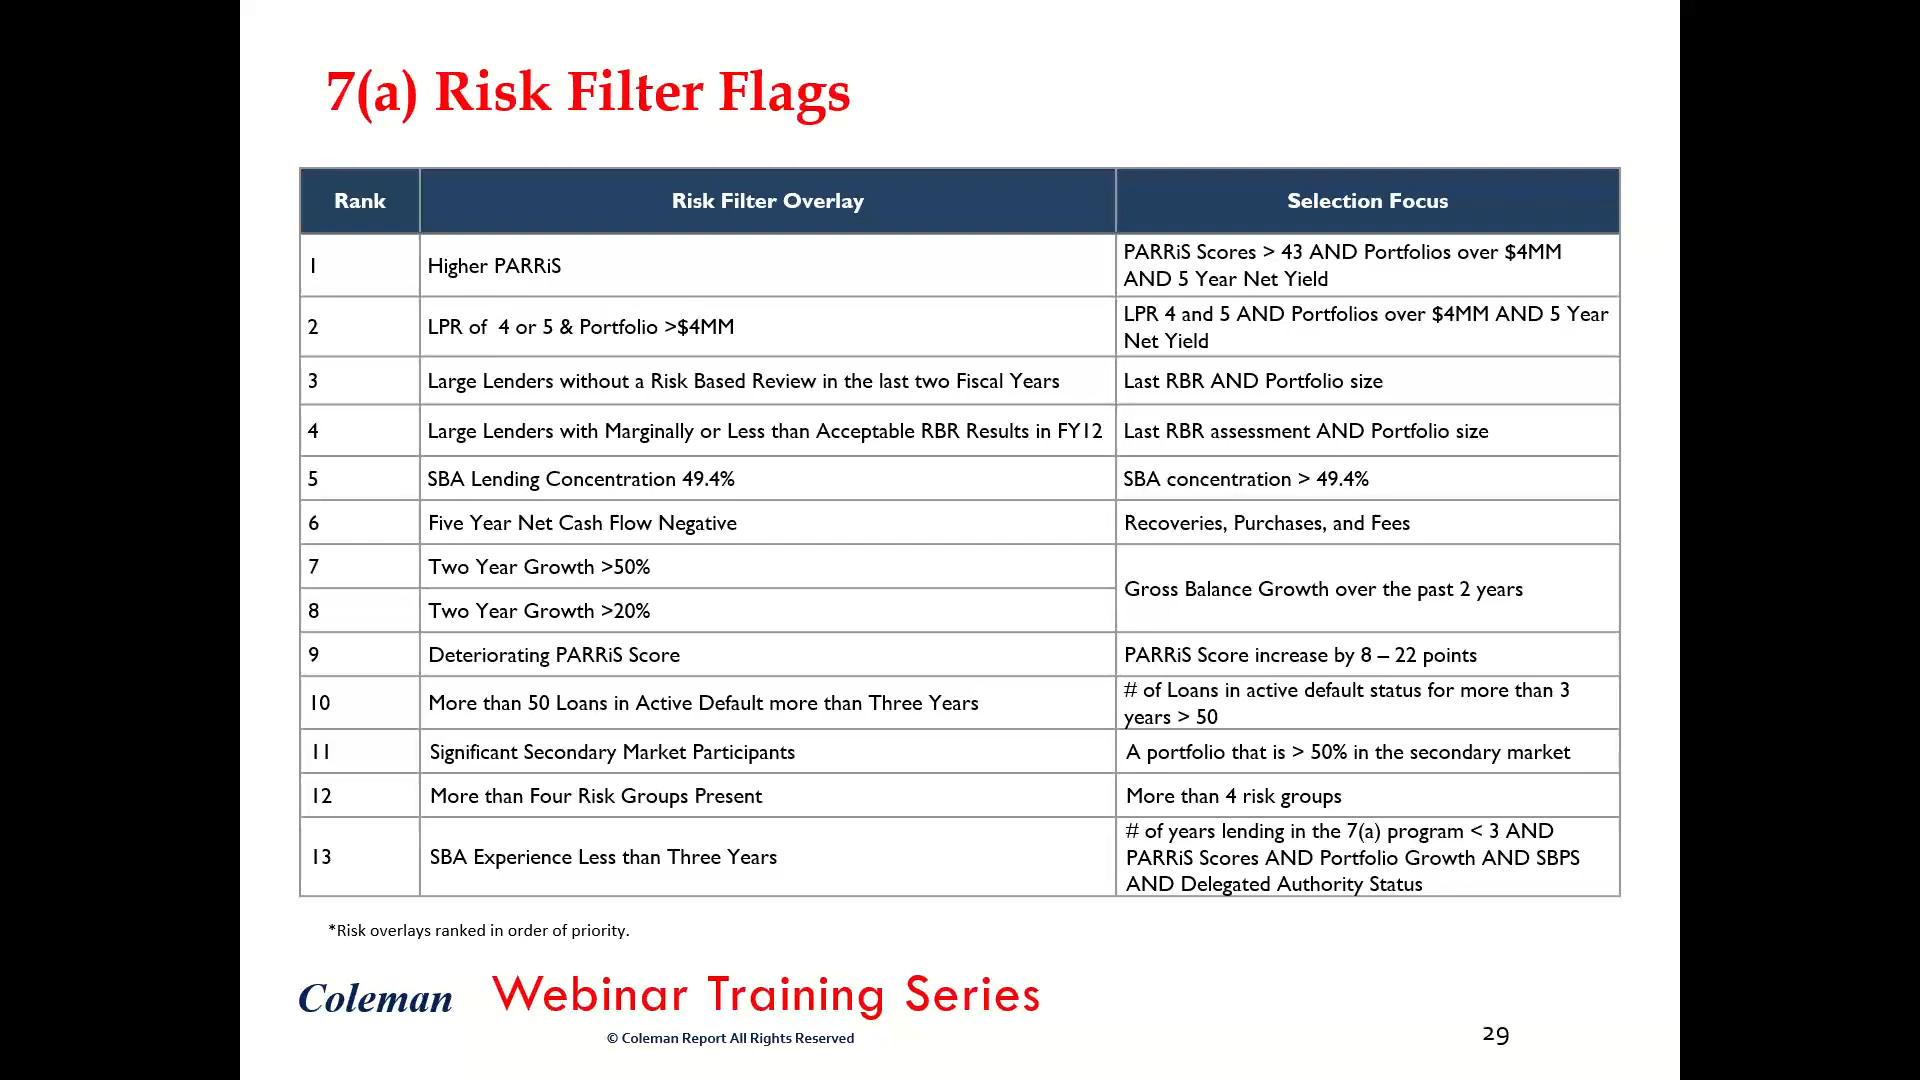 7(a) Risk Filter Flags
Rank Risk Filter Overlay Selection Focus
1 Higher PARRiS PARRiS Scores > 43 AND Portfolios over $4MM
AND 5 Year Net Yield
2 LPR of 4 or 5 & Portfolio >$4MM LPR 4 and 5 AND Portfolios over $4MM AND 5 Year
Net Yield
3 Large Lenders without a Risk Based Review in the last two Fiscal Years Last RBR AND Portfolio size
4 Large Lenders with Marginally or Less than Acceptable RBR Results in FY12 Last RBR assessment AND Portfolio size
5 SBA Lending Concentration 49.4% SBA concentration > 49.4%
6 Five Year Net Cash Flow Negative Recoveries, Purchases, and Fees
7 Two Year Growth >50%
Gross Balance Growth over the past 2 years
8 Two Year Growth >20%
9 Deteriorating PARRiS Score PARRiS Score increase by 8 – 22 points
10 More than 50 Loans in Active Default more than Three Years # of Loans in active default status for more than 3
years > 50
11 Significant Secondary Market Participants A portfolio that is > 50% in the secondary market
12 More than Four Risk Groups Present More than 4 risk groups
13 SBA Experience Less than Three Years # of years lending in the 7(a) program < 3 AND
PARRiS Scores AND Portfolio Growth AND SBPS
AND Delegated Authority Status
*Risk overlays ranked in order of priority.
Coleman Webinar Training Series
© Coleman Report All Rights Reserved
29